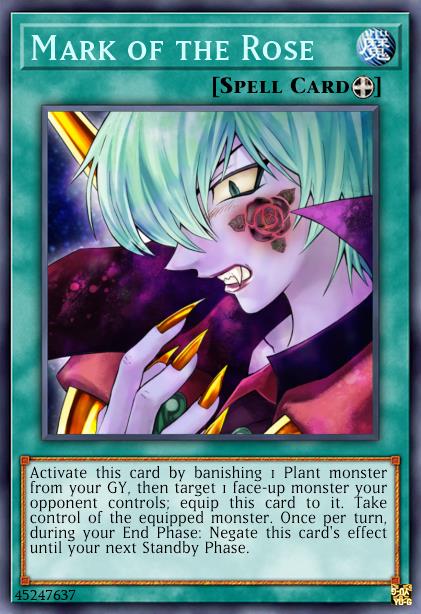 Mark of the Rose
魔
[Spell Card]
Activate this card by banishing 1 Plant monster
from your GY, then target 1 face-up monster your
opponent controls; equip this card to it. Take
control of the equipped monster. Once per turn,
during your End Phase: Negate this card's effect
until your next Standby Phase.
45245637